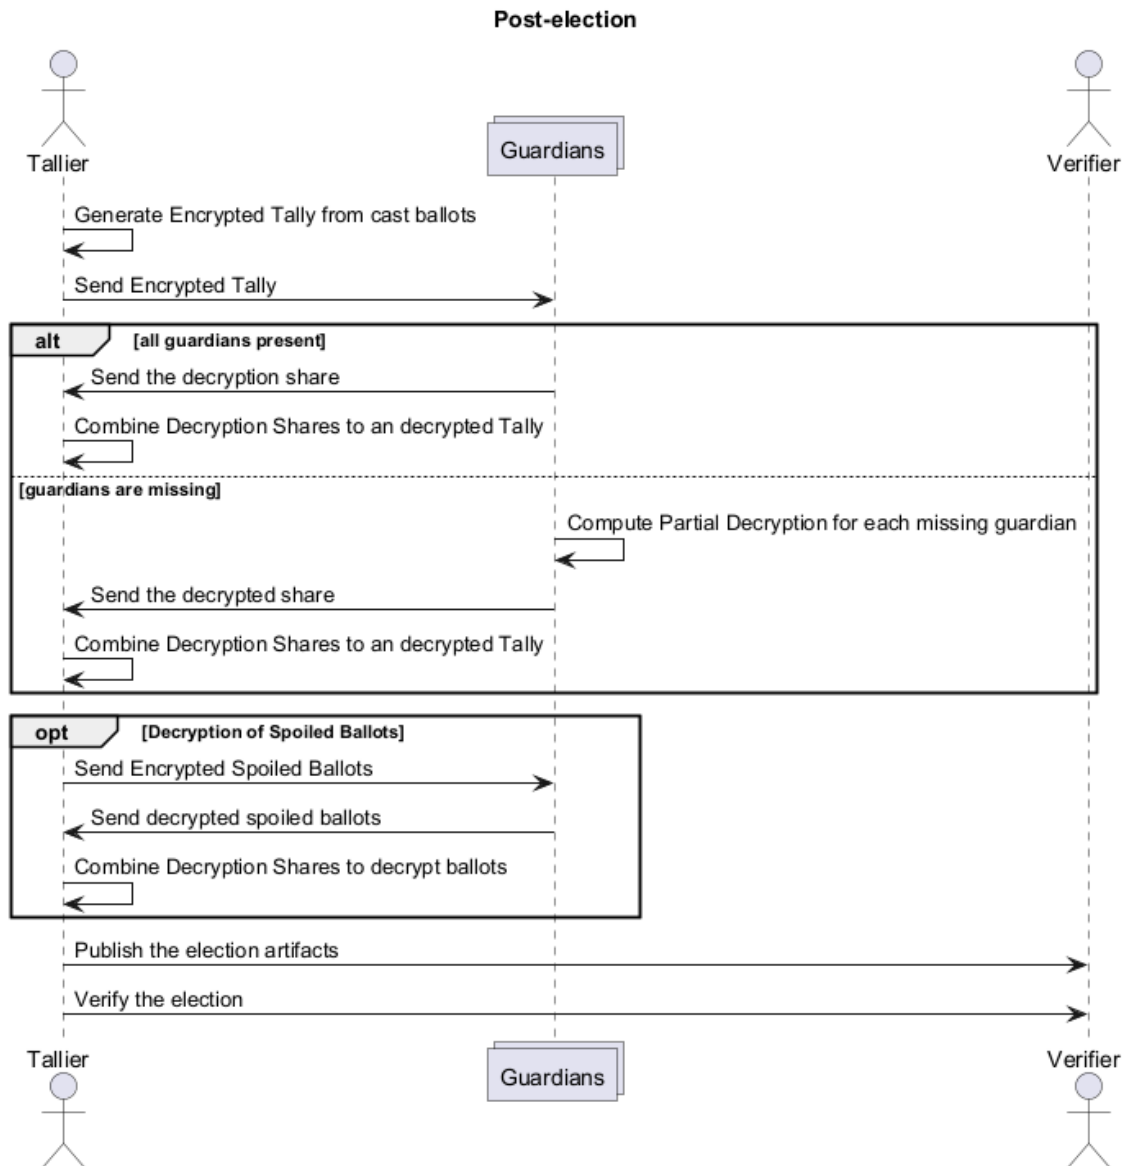 Post-election
Tallier
Guardians
Verifier
Generate Encrypted Tally from cast ballots
Send Encrypted Tally
alt
[all guardians present]
Send the decryption share
Combine Decryption Shares to an decrypted Tally
[guardians are missing]
Compute Partial Decryption for each missing guardian
Send the decrypted share
Combine Decryption Shares to an decrypted Tally
opt
[Decryption of Spoiled Ballots]
Send Encrypted Spoiled Ballots
Send decrypted spoiled ballots
Combine Decryption Shares to decrypt ballots
Publish the election artifacts
Verify the election
Tallier
Guardians
Verifier